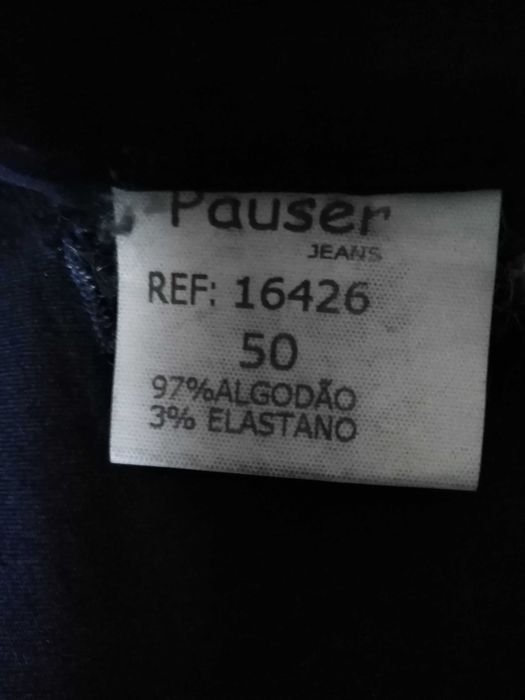 Pauser
JEANS
REF: 16426
50
97%ALGODÃO
3% ELASTANO